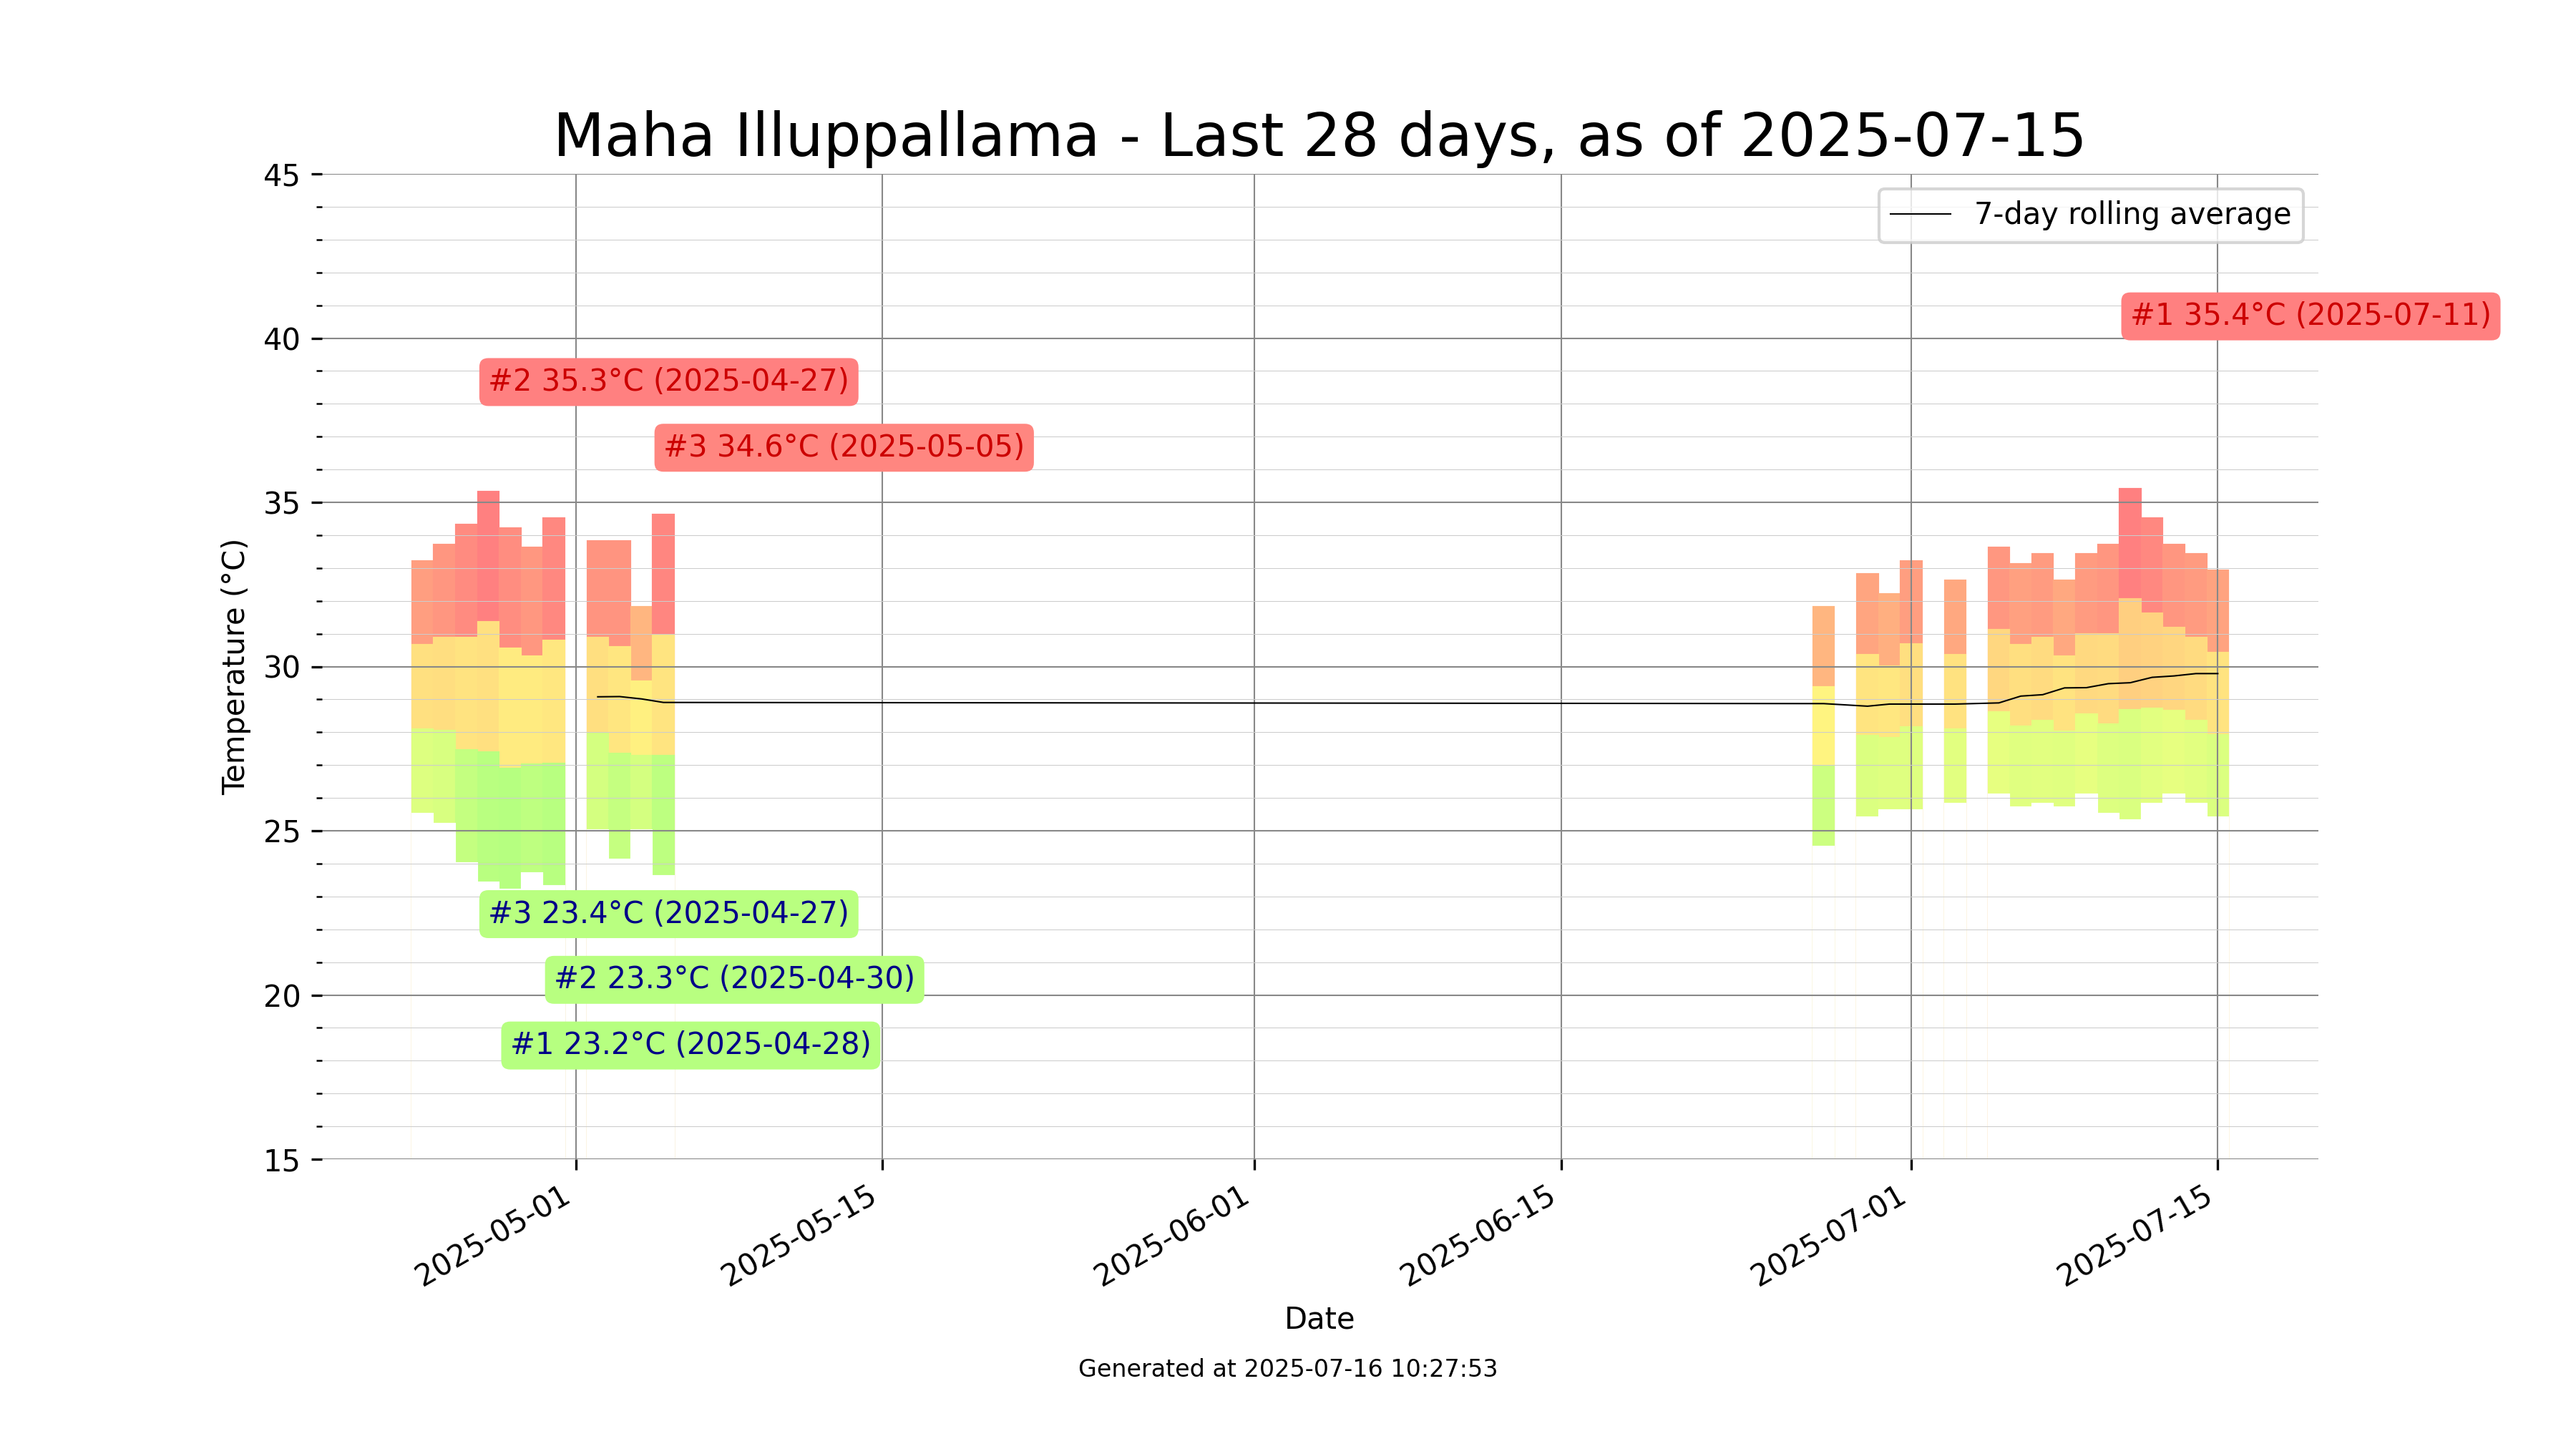 Maha Illuppallama - Last 28 days, as of 2025-07-15
45
40
35
30
25
20
15
Temperature (°C)
7-day rolling average
#1 35.4°C (2025-07-11)
#2 35.3°C (2025-04-27)
#3 34.6°C (2025-05-05)
#3 23.4°C (2025-04-27)
#2 23.3°C (2025-04-30)
#1 23.2°C (2025-04-28)
2025-05-01
2025-05-15
2025-06-01
2025-06-15
2025-07-01
2025-07-15
Date
Generated at 2025-07-16 10:27:53